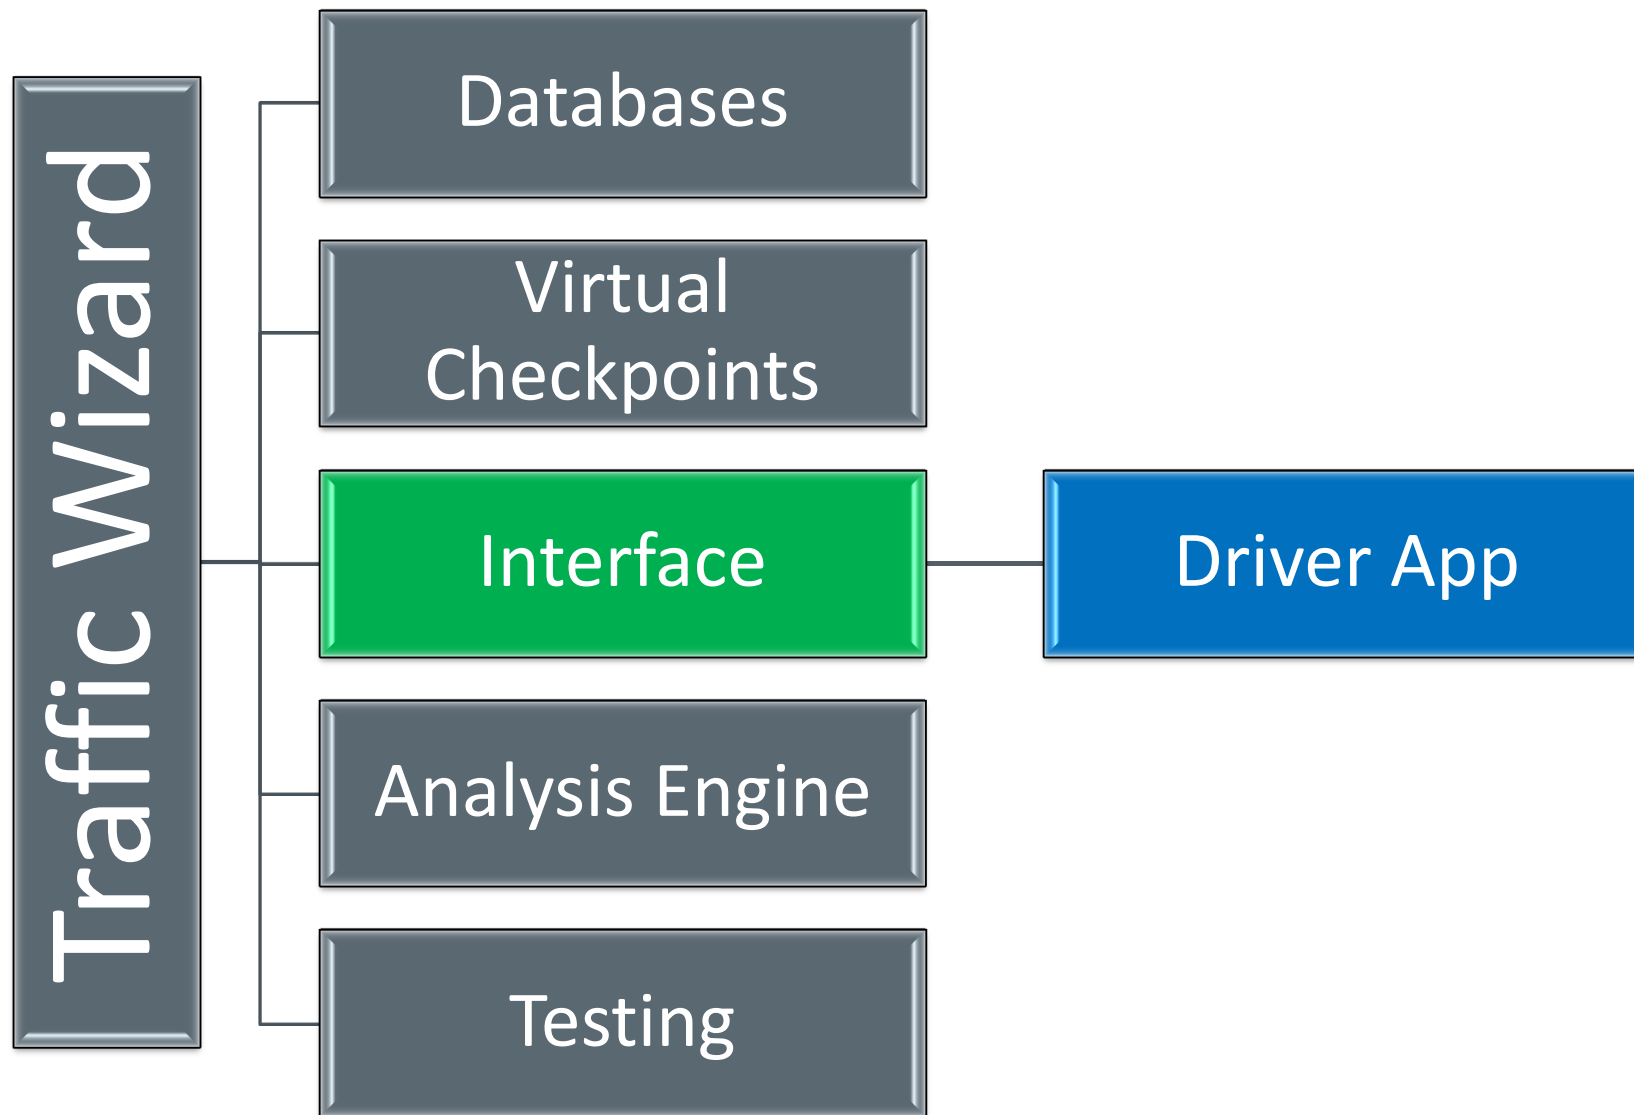 Traffic Wizard
Databases
Virtual
Checkpoints
Interface
Driver App
Analysis Engine
Testing